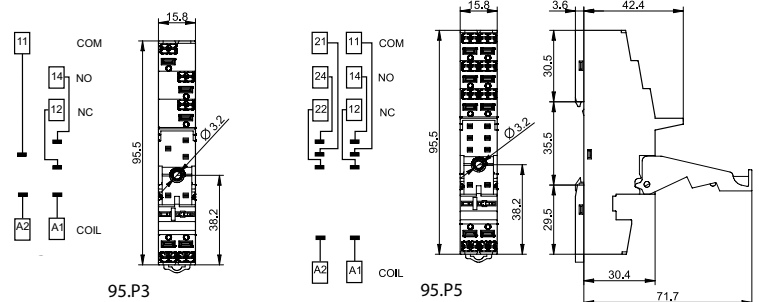 15.8
11 COM
14 NO
12 NC
Ø3.2
95.5
38.2
A2 A1 COIL
95.P3
15.8
21 11 COM
24 14 NO
22 12 NC
Ø3.2
95.5
38.2
A2 A1 COIL
95.P5
3.6 42.4
30.5
35.5
29.5
30.4
71.7